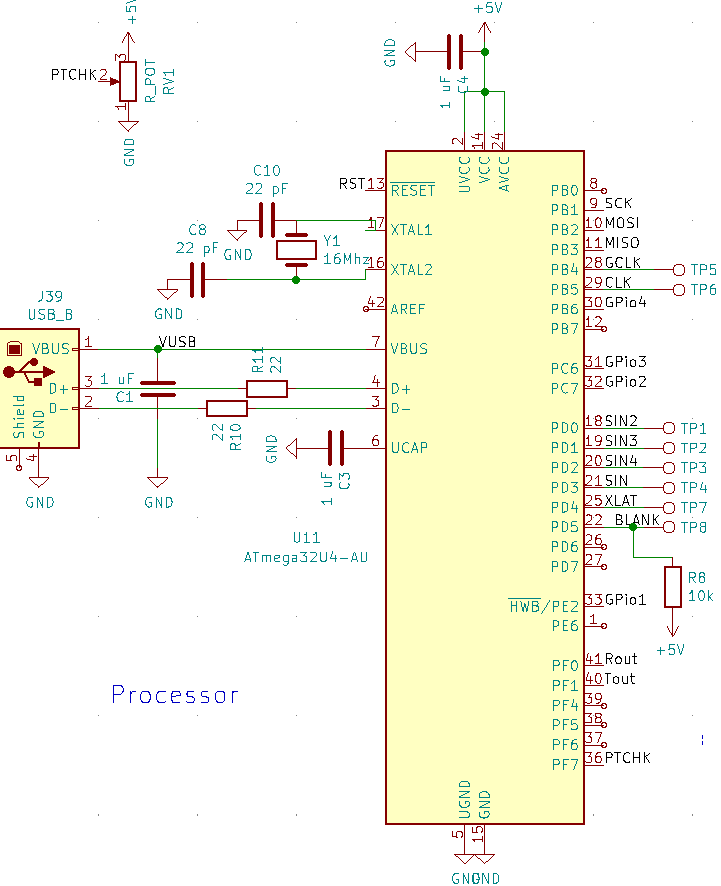 +5V
3
PTCHK 2
R_POT
RV1
1
GND
+5V
GND
1 uF
C4
2
14
24
UVCC
VCC
AVCC
C10
22 pF
GND
C8
22 pF
GND
Y1
16Mhz
RST 13 RESET
17 XTAL1
16 XTAL2
42 AREF
7 VBUS
4 D+
3 D-
6 UCAP
J39
USB_B
VBUS 1
VUSB
D+ 3
D- 2
Shield
GND
5
4
GND
1 uF
C1
GND
R11
22
22
R10
GND
1 uF
C3
U11
ATmega32U4-AU
PB0 8
PB1 9 SCK
PB2 10 MOSI
PB3 11 MISO
PB4 28 GCLK TP5
PB5 29 CLK TP6
PB6 30 GPio4
PB7 12
PC6 31 GPio3
PC7 32 GPio2
PD0 18 SIN2 TP1
PD1 19 SIN3 TP2
PD2 20 SIN4 TP3
PD3 21 SIN TP4
PD4 25 XLAT TP7
PD5 22 BLANK TP8
PD6 26
PD7 27
R8
10k
+5V
HWB/PE2 33 GPio1
PE6 1
PF0 41 Rout
PF1 40 Tout
PF4 39
PF5 38
PF6 37
PF7 36 PTCHK
Processor
UGND
GND
5
15
GND
GND